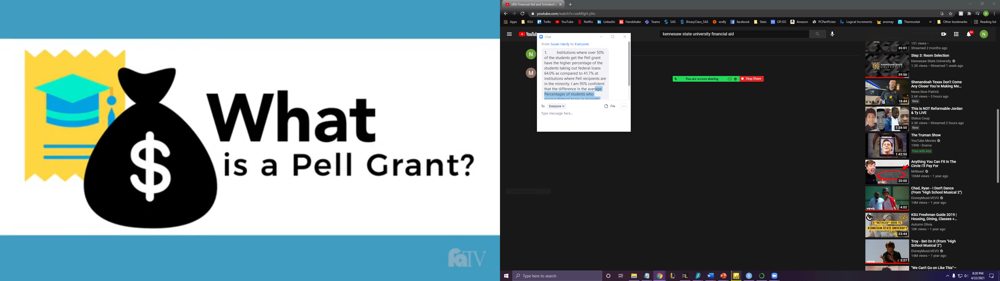 What
is a Pell Grant?
faTV
(40) Financial Aid and Scholarship
youtube.com/watch?v=oeMfgH-jJhc
Apps KSU Trello YouTube Netflix LinkedIn Handshake Teams SAS BinaryClass_SAS wolfy facebook Stats OP.GG Amazon PCPartPicker Logical Increments anemay Thermostat » Other bookmarks Reading list
YouTube
kennesaw state university financial aid
9+
N
N
M
Chat
From Susan Hardy to Everyone:
1. Institutions where over 50%
of the students get the Pell grant
have the higher percentage of the
students taking out federal loans
64.0% as compared to 41.7% at
institutions where Pell recipients are
in the minority. I am 95% confident
that the difference in the average
Percentages of students who
receive federal loans in majority
To: Everyone File
Type message here...
You are screen sharing Stop Share
35:01
151 views •
Streamed 2 months ago
KENNESAW STATE
UNIVERSITY
59:56
Step 3: Room Selection
Kennesaw State University
1.2K views • Streamed 1 week ago
18:44
Shenandoah Texas Don't Come
Any Closer You're Making Me...
News Now Patrick
3.6K views • 3 hours ago
New
1:38:50
This is NOT Reformable-Jordan
& Ty LIVE
Status Coup
3.3K views • Streamed 2 hours ago
New
TRUMAN
1:42:55
The Truman Show
YouTube Movies
1998 • Drama
Free with Ads
20:00
Anything You Can Fit In The
Circle I'll Pay For
MrBeast
106M views • 1 year ago
vevo
4:02
Chad, Ryan - I Don't Dance
(From "High School Musical 2")
DisneyMusicVEVO
14M views • 1 year ago
A *DETAILED* GUIDE TO
KENNESAW STATE UNIVERSITY
23:44
KSU Freshman Guide 2019 |
Housing, Dining, Classes +...
Autumn Olivia
10K views • 1 year ago
vevo
3:27
Troy - Bet On It (From "High
School Musical 2")
DisneyMusicVEVO
14M views • 1 year ago
"We Can't Go on Like This"—
Type here to search
8:20 PM
4/22/2021